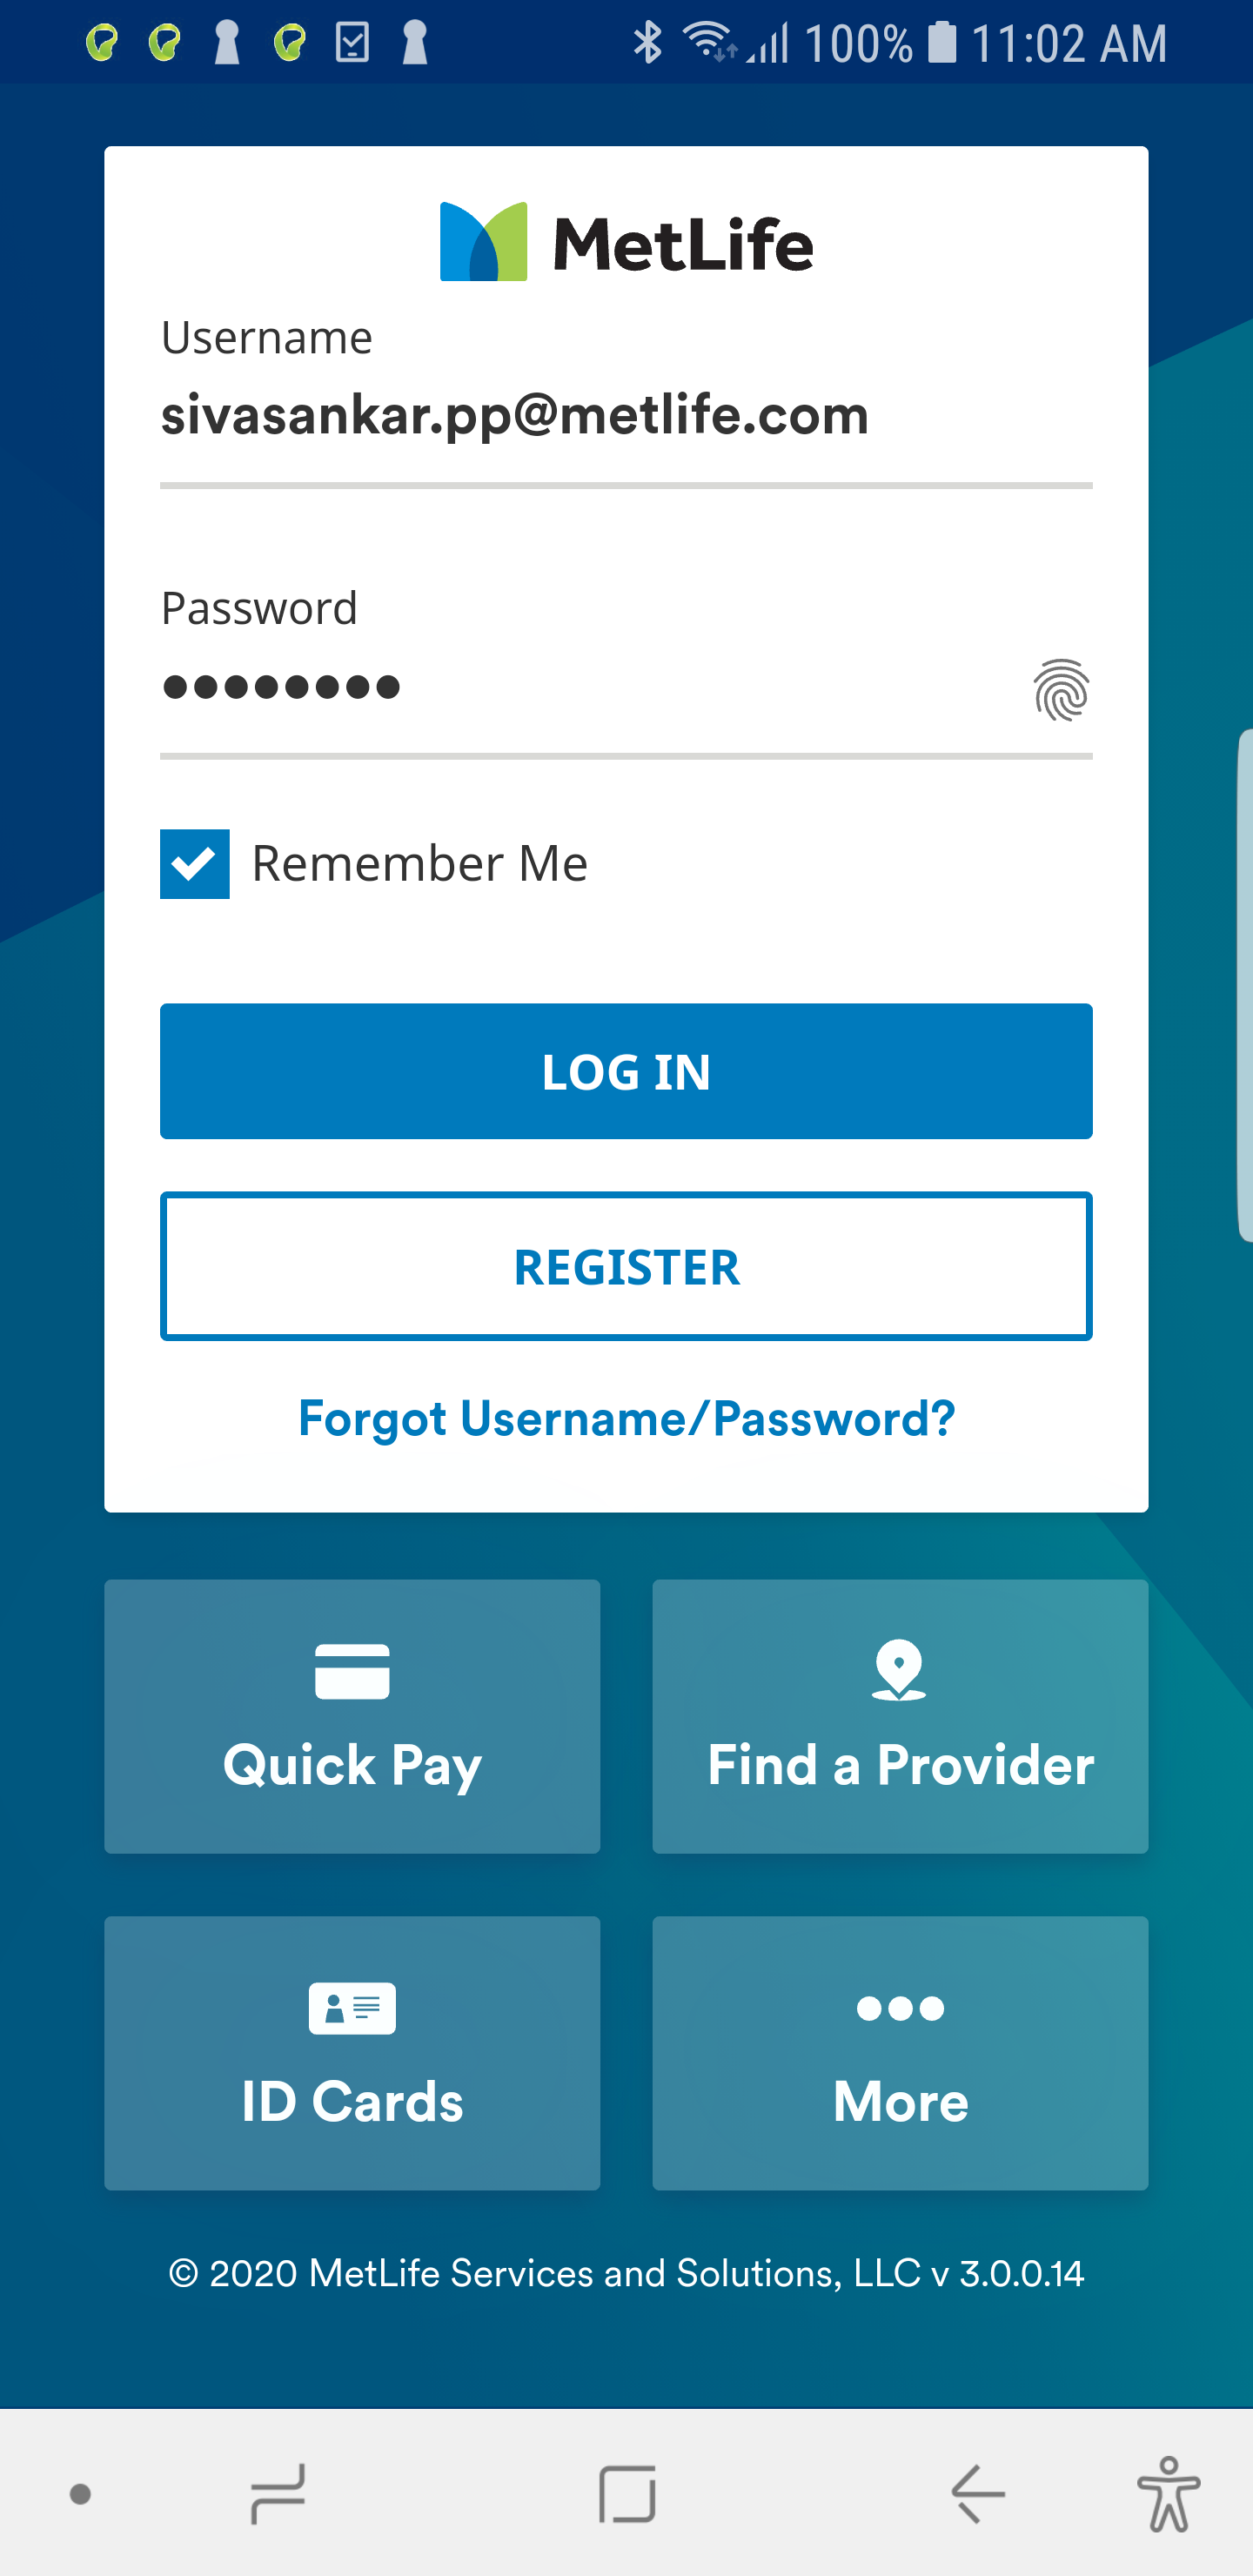 100% 11:02 AM
MetLife
Username
sivasankar.pp@metlife.com
Password
Remember Me
LOG IN
REGISTER
Forgot Username/Password?
Quick Pay
Find a Provider
ID Cards
More
© 2020 MetLife Services and Solutions, LLC v 3.0.0.14